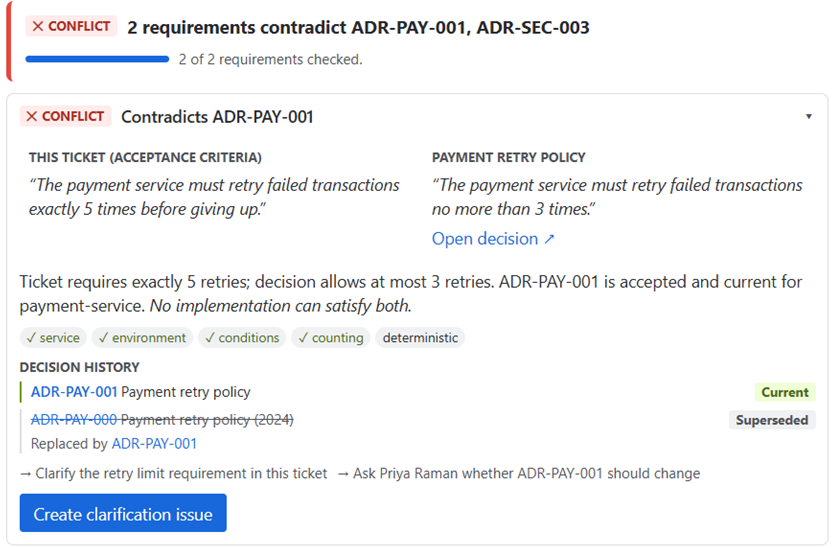 ✕ CONFLICT 2 requirements contradict ADR-PAY-001, ADR-SEC-003
2 of 2 requirements checked.
✕ CONFLICT Contradicts ADR-PAY-001
THIS TICKET (ACCEPTANCE CRITERIA)
“The payment service must retry failed transactions
exactly 5 times before giving up.”
PAYMENT RETRY POLICY
“The payment service must retry failed transactions
no more than 3 times.”
Open decision ↗
Ticket requires exactly 5 retries; decision allows at most 3 retries. ADR-PAY-001 is accepted and current for
payment-service. No implementation can satisfy both.
✓ service ✓ environment ✓ conditions ✓ counting deterministic
DECISION HISTORY
ADR-PAY-001 Payment retry policy Current
ADR-PAY-000 Payment retry policy (2024) Superseded
Replaced by ADR-PAY-001
→ Clarify the retry limit requirement in this ticket → Ask Priya Raman whether ADR-PAY-001 should change
Create clarification issue